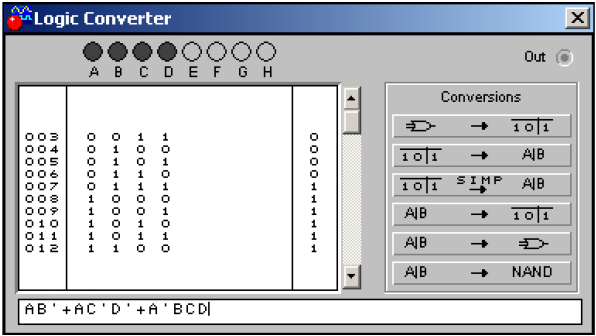 Logic Converter
A B C D E F G H
Out
003 0 0 1 1 0
004 0 1 0 0 0
005 0 1 0 1 0
006 0 1 1 0 0
007 0 1 1 1 1
008 1 0 0 0 1
009 1 0 0 1 1
010 1 0 1 0 1
011 1 0 1 1 1
012 1 1 0 0 1
Conversions
→ 1 0|1
1 0|1 → A|B
1 0|1 SIMP → A|B
A|B → 1 0|1
A|B →
A|B → NAND
AB'+AC'D'+A'BCD